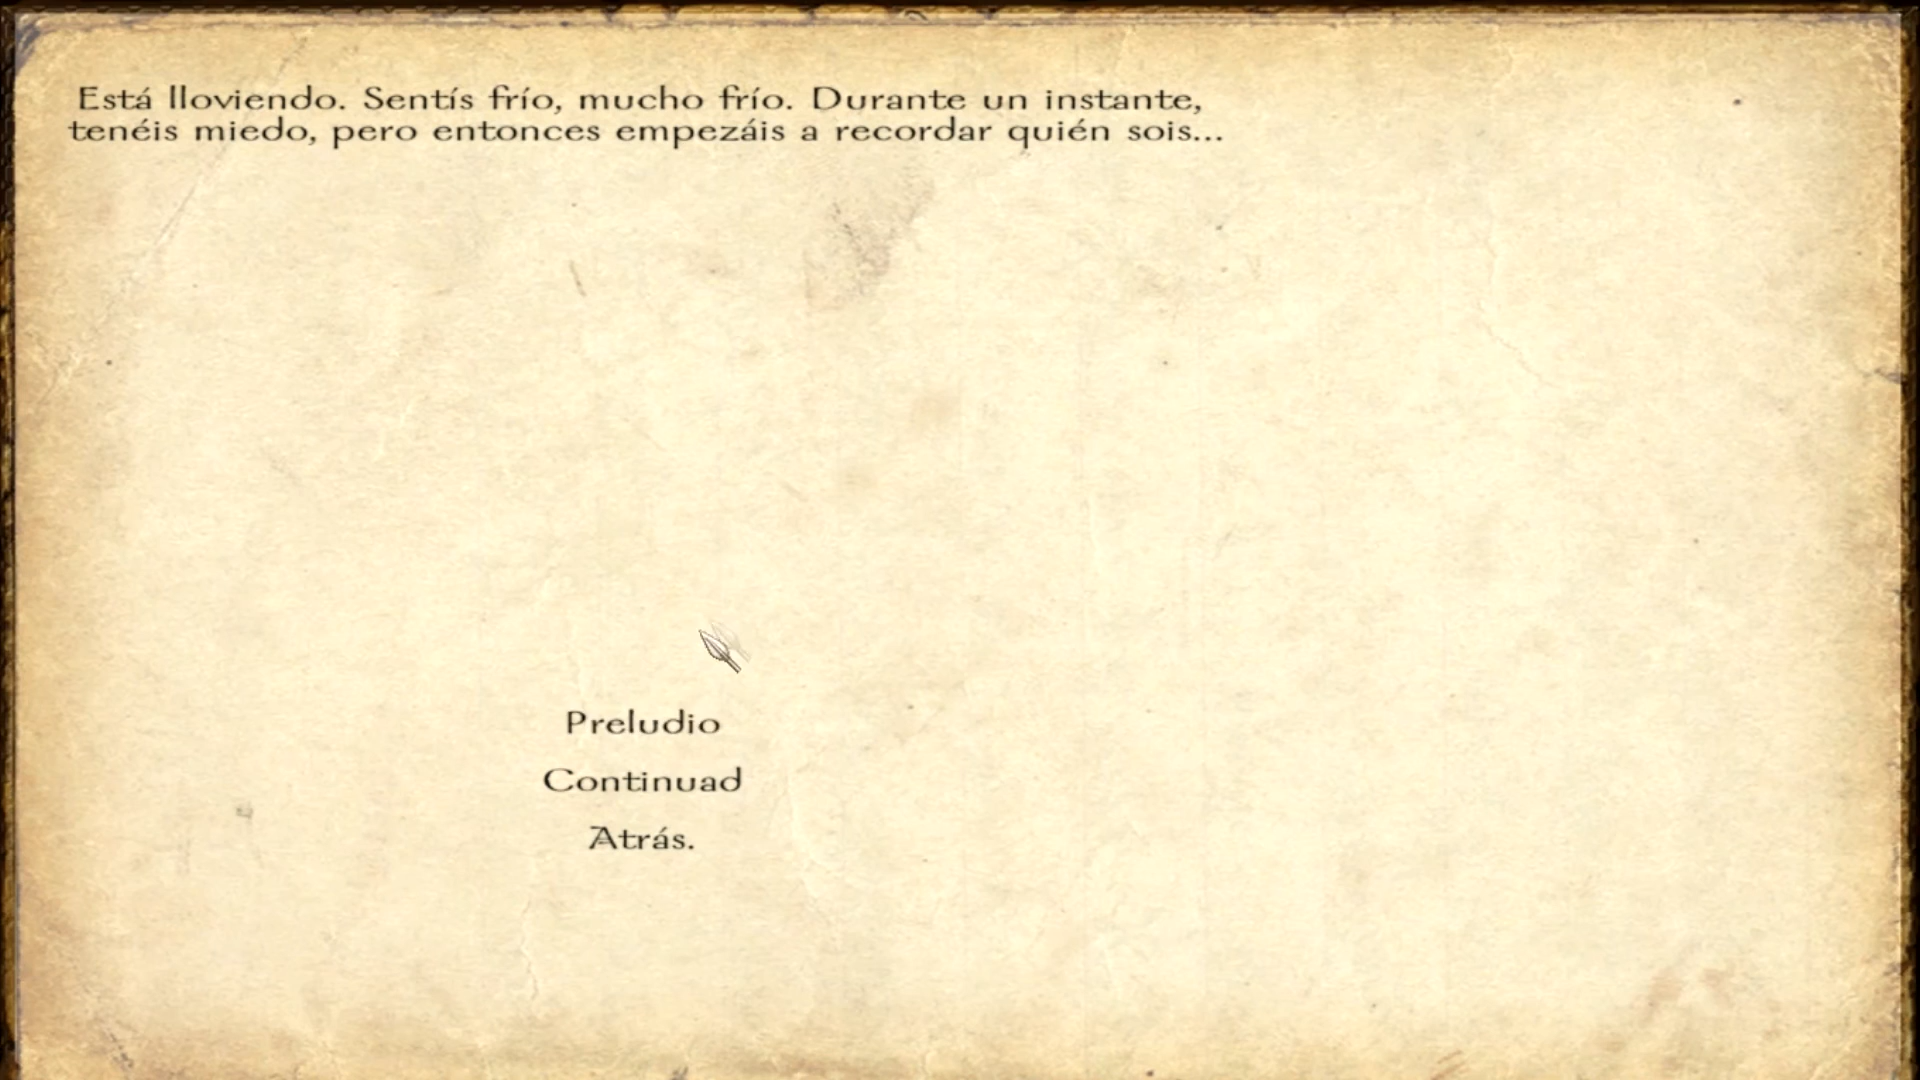 Está lloviendo. Sentís frío, mucho frío. Durante un instante,
tenéis miedo, pero entonces empezáis a recordar quién sois...
Preludio
Continuad
Atrás.